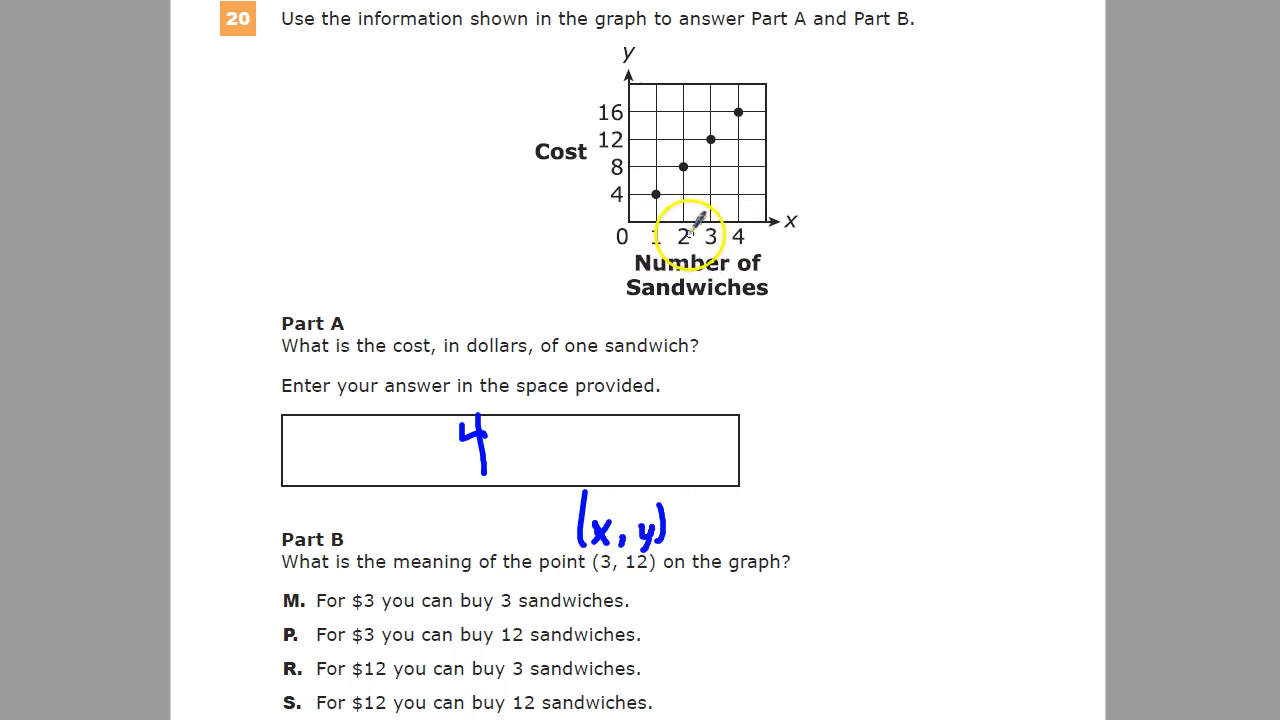 20 Use the information shown in the graph to answer Part A and Part B.
y
16
12
Cost
8
4
x
0 1 2 3 4
Number of
Sandwiches
Part A
What is the cost, in dollars, of one sandwich?
Enter your answer in the space provided.
4
(x, y)
Part B
What is the meaning of the point (3, 12) on the graph?
M. For $3 you can buy 3 sandwiches.
P. For $3 you can buy 12 sandwiches.
R. For $12 you can buy 3 sandwiches.
S. For $12 you can buy 12 sandwiches.